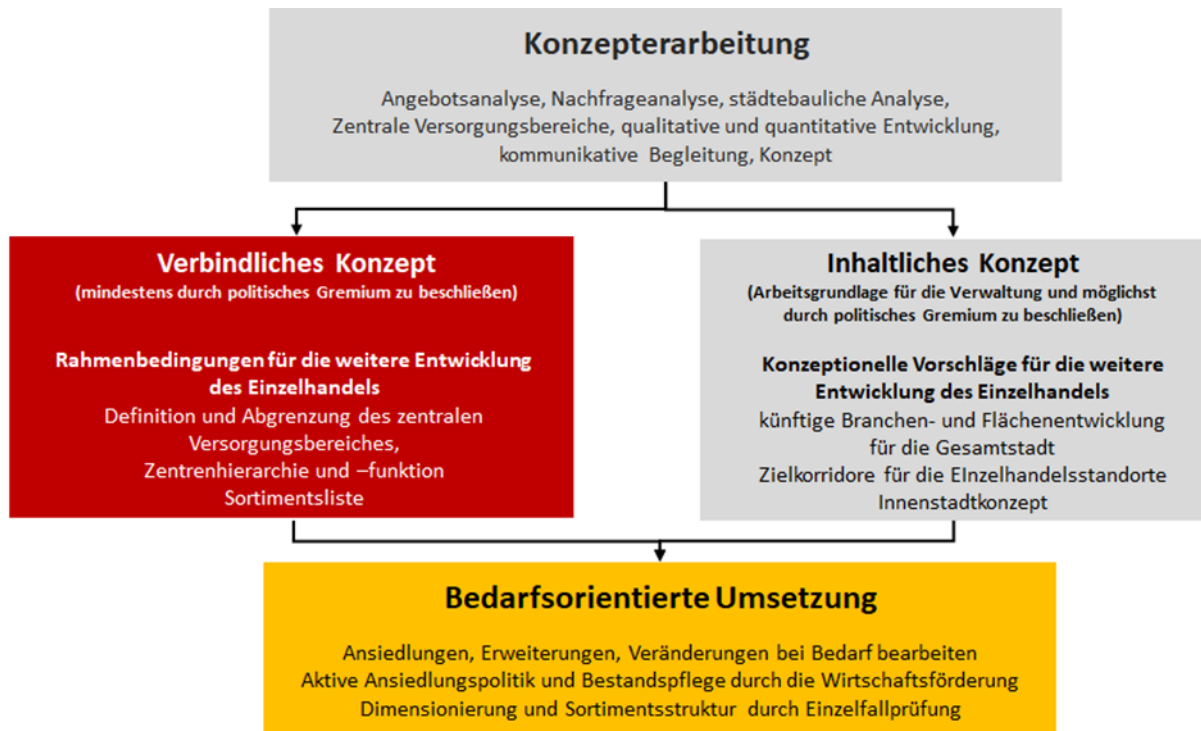 Konzepterarbeitung
Angebotsanalyse, Nachfrageanalyse, städtebauliche Analyse,
Zentrale Versorgungsbereiche, qualitative und quantitative Entwicklung,
kommunikative Begleitung, Konzept
Verbindliches Konzept
(mindestens durch politisches Gremium zu beschließen)
Rahmenbedingungen für die weitere Entwicklung
des Einzelhandels
Definition und Abgrenzung des zentralen
Versorgungsbereiches,
Zentrenhierarchie und –funktion
Sortimentsliste
Inhaltliches Konzept
(Arbeitsgrundlage für die Verwaltung und möglichst
durch politisches Gremium zu beschließen)
Konzeptionelle Vorschläge für die weitere
Entwicklung des Einzelhandels
künftige Branchen- und Flächenentwicklung
für die Gesamtstadt
Zielkorridore für die EInzelhandelsstandorte
Innenstadtkonzept
Bedarfsorientierte Umsetzung
Ansiedlungen, Erweiterungen, Veränderungen bei Bedarf bearbeiten
Aktive Ansiedlungspolitik und Bestandspflege durch die Wirtschaftsförderung
Dimensionierung und Sortimentsstruktur durch Einzelfallprüfung